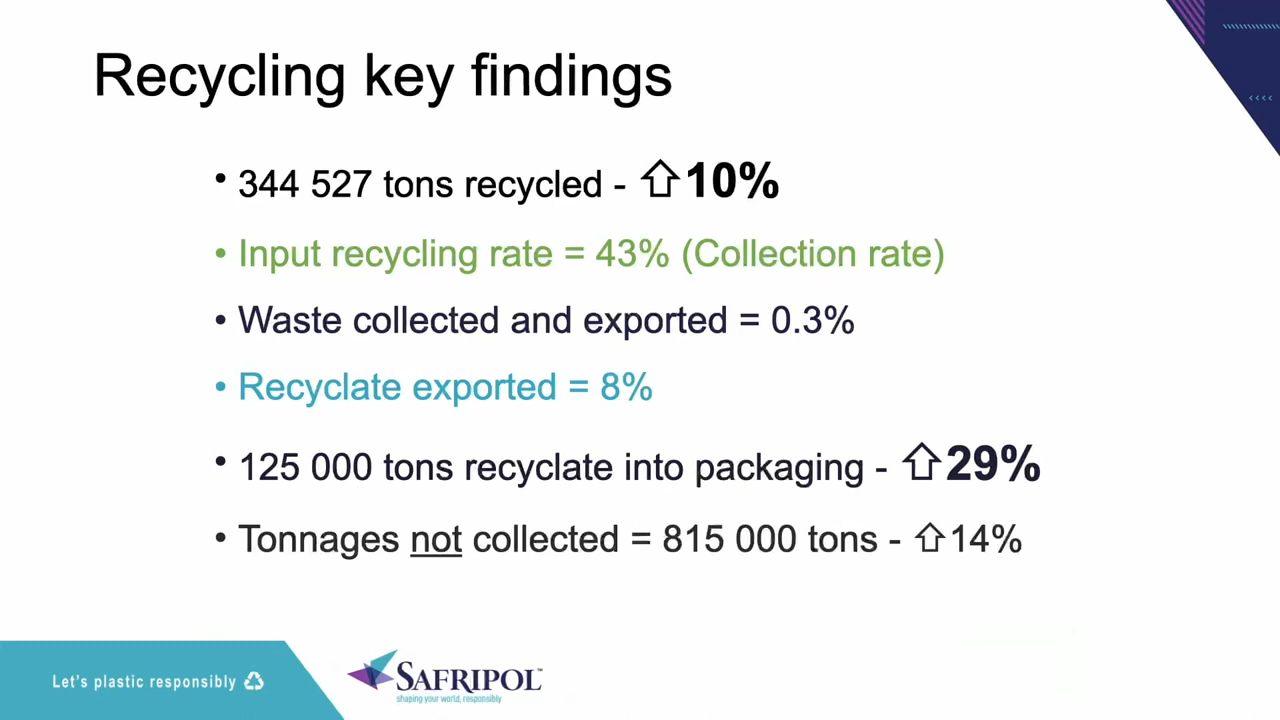 Recycling key findings
• 344 527 tons recycled - ⇧10%
• Input recycling rate = 43% (Collection rate)
• Waste collected and exported = 0.3%
• Recyclate exported = 8%
• 125 000 tons recyclate into packaging - ⇧29%
• Tonnages not collected = 815 000 tons - ⇧14%
Let's plastic responsibly
SAFRIPOL™
shaping your world, responsibly